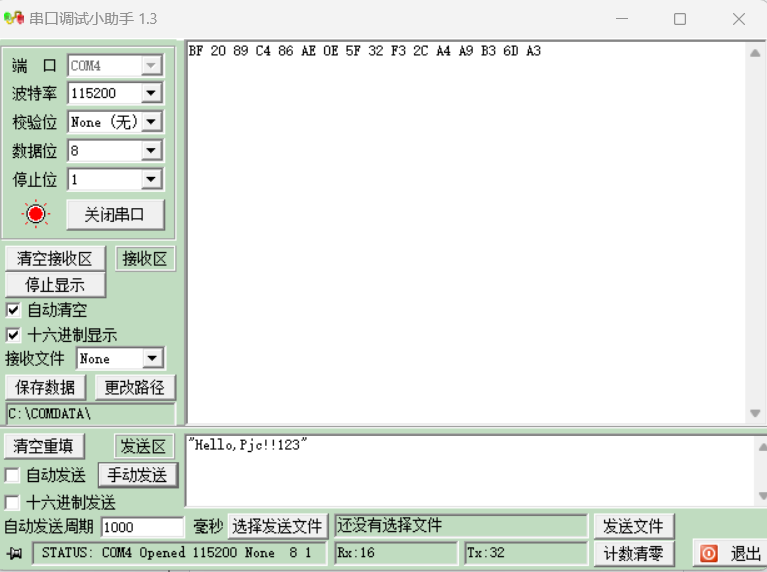 串口调试小助手 1.3
端 口 COM4
波特率 115200
校验位 None (无)
数据位 8
停止位 1
关闭串口
清空接收区 接收区
停止显示
自动清空
十六进制显示
接收文件 None
保存数据 更改路径
C:\COMDATA\
BF 20 89 C4 86 AE 0E 5F 32 F3 2C A4 A9 B3 6D A3
清空重填 发送区
自动发送 手动发送
十六进制发送
"Hello,Pjc!!123"
自动发送周期 1000 毫秒 选择发送文件 还没有选择文件 发送文件
STATUS: COM4 Opened 115200 None 8 1 Rx:16 Tx:32 计数清零 退出